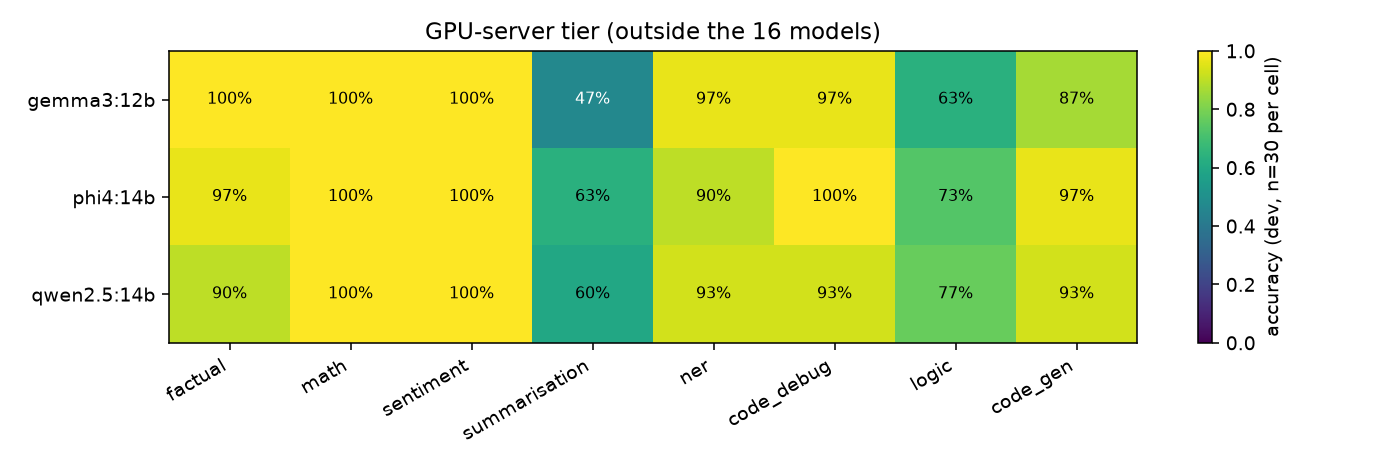 GPU-server tier (outside the 16 models)
gemma3:12b 100% 100% 100% 47% 97% 97% 63% 87%
phi4:14b 97% 100% 100% 63% 90% 100% 73% 97%
qwen2.5:14b 90% 100% 100% 60% 93% 93% 77% 93%
factual math sentiment summarisation ner code_debug logic code_gen
1.0
0.8
0.6
0.4
0.2
0.0
accuracy (dev, n=30 per cell)